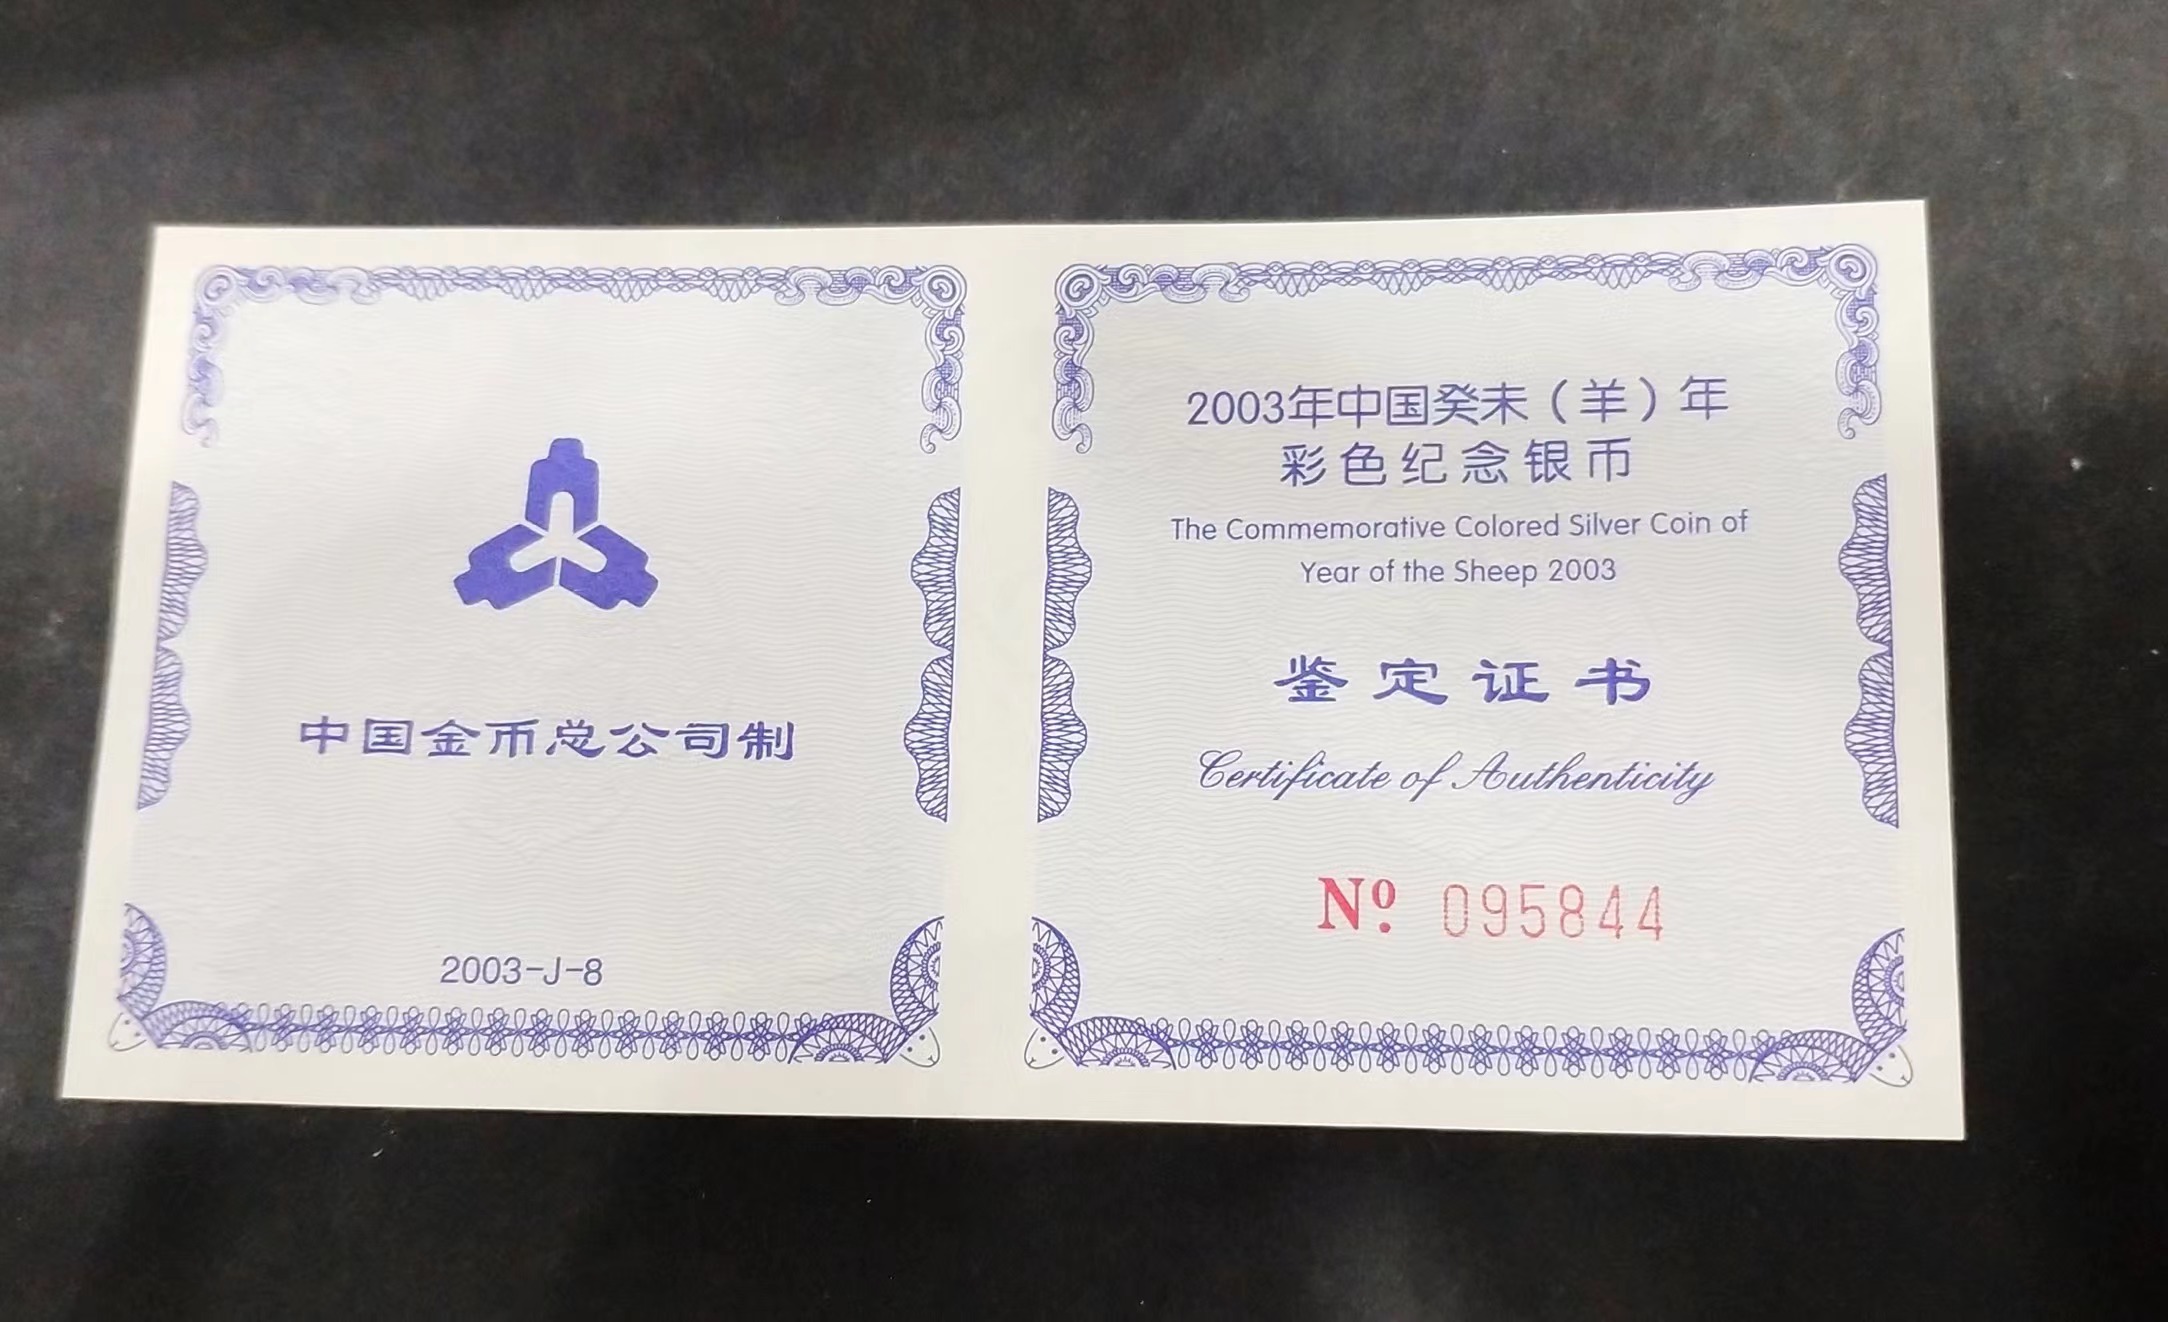 中国金币总公司制
2003-J-8
2003年中国癸未（羊）年
彩色纪念银币
The Commemorative Colored Silver Coin of
Year of the Sheep 2003
鉴定证书
Certificate of Authenticity
Nº 095844